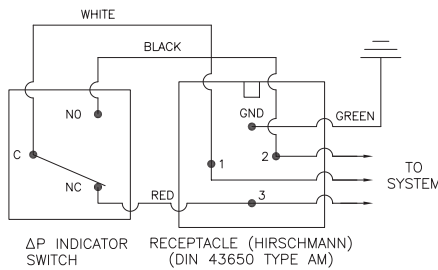 WHITE
BLACK
NO
GND
GREEN
C
1
2
TO
SYSTEM
NC
RED
3
ΔP INDICATOR
SWITCH
RECEPTACLE (HIRSCHMANN)
(DIN 43650 TYPE AM)